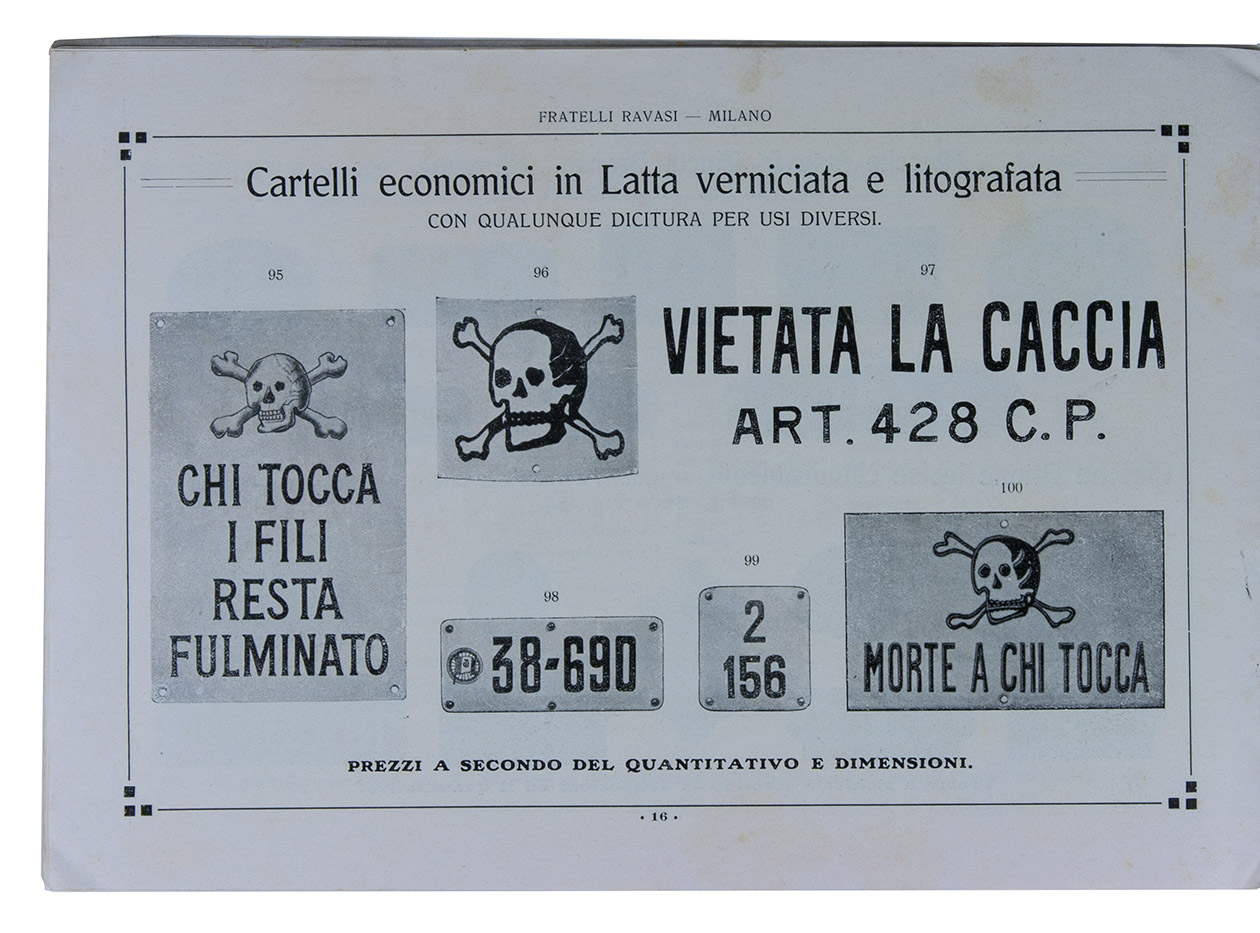 FRATELLI RAVASI — MILANO
Cartelli economici in Latta verniciata e litografata
CON QUALUNQUE DICITURA PER USI DIVERSI.
95
CHI TOCCA
I FILI
RESTA
FULMINATO
96
97
VIETATA LA CACCIA
ART. 428 C. P.
98
38-690
99
2
156
100
MORTE A CHI TOCCA
PREZZI A SECONDO DEL QUANTITATIVO E DIMENSIONI.
· 16 ·